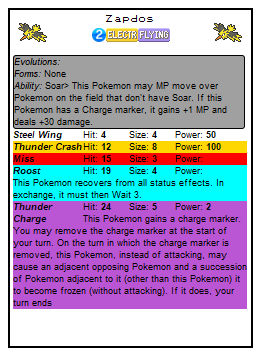 Zapdos
2 ELECTR FLYING
Evolutions:
Forms: None
Ability: Soar> This Pokemon may MP move over
Pokemon on the field that don't have Soar. If this
Pokemon has a Charge marker, it gains +1 MP and
deals +30 damage.
Steel Wing Hit: 4 Size: 4 Power: 50
Thunder Crash Hit: 12 Size: 8 Power: 100
Miss Hit: 15 Size: 3 Power:
Roost Hit: 19 Size: 4 Power:
This Pokemon recovers from all status effects. In
exchange, it must then Wait 3.
Thunder Hit: 24 Size: 5 Power: 2
Charge This Pokemon gains a charge marker.
You may remove the charge marker at the start of
your turn. On the turn in which the charge marker is
removed, this Pokemon, instead of attacking, may
cause an adjacent opposing Pokemon and a succession
of Pokemon adjacent to it (other than this Pokemon) it
to become frozen (without attacking). If it does, your
turn ends